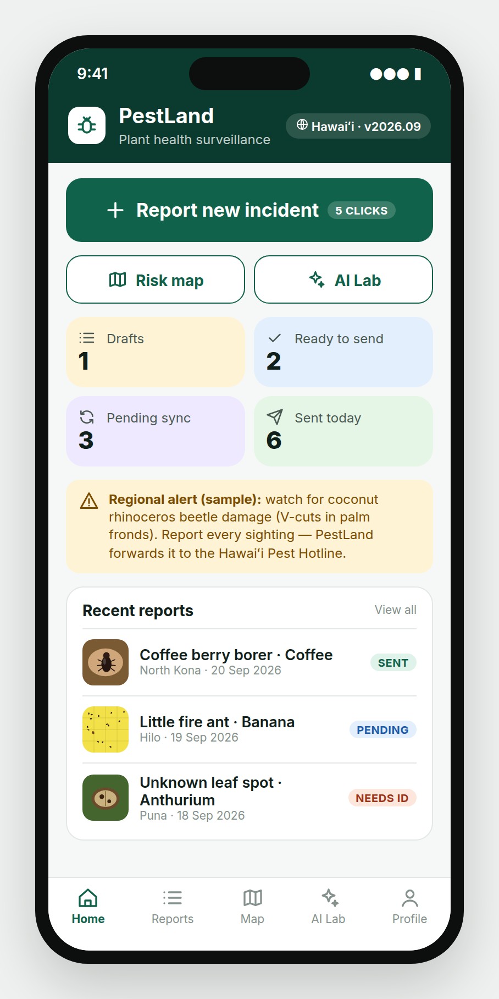 9:41
PestLand
Plant health surveillance
Hawaiʻi · v2026.09
Report new incident
5 CLICKS
Risk map
AI Lab
Drafts
1
Ready to send
2
Pending sync
3
Sent today
6
Regional alert (sample): watch for coconut
rhinoceros beetle damage (V-cuts in palm
fronds). Report every sighting — PestLand
forwards it to the Hawaiʻi Pest Hotline.
Recent reports
View all
Coffee berry borer · Coffee
North Kona · 20 Sep 2026
SENT
Little fire ant · Banana
Hilo · 19 Sep 2026
PENDING
Unknown leaf spot ·
Anthurium
Puna · 18 Sep 2026
NEEDS ID
Home
Reports
Map
AI Lab
Profile